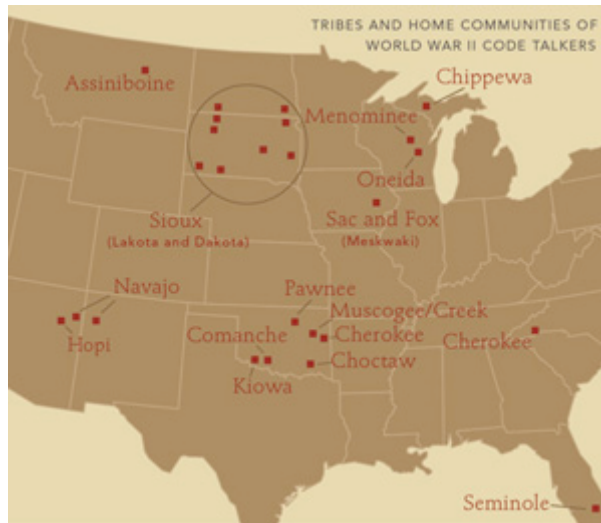 TRIBES AND HOME COMMUNITIES OF
WORLD WAR II CODE TALKERS
Assiniboine
Chippewa
Menominee
Oneida
Sioux
(Lakota and Dakota)
Sac and Fox
(Meskwaki)
Navajo
Hopi
Pawnee
Muscogee/Creek
Comanche
Cherokee
Cherokee
Kiowa
Choctaw
Seminole